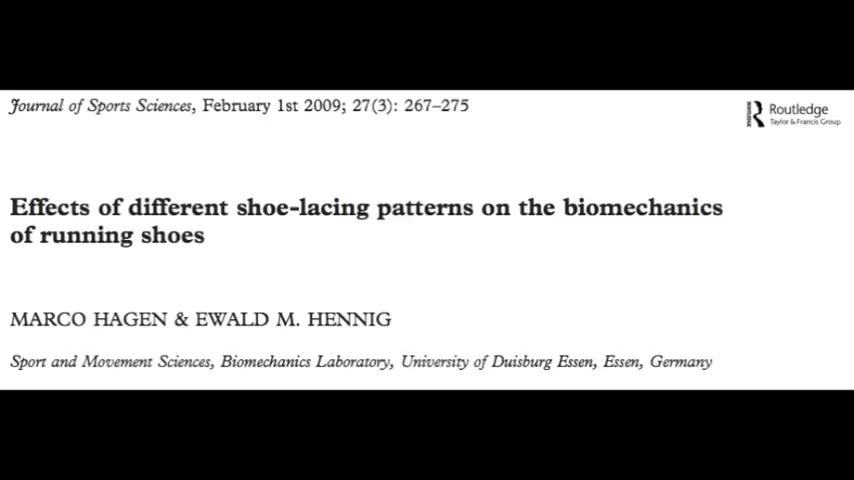 Journal of Sports Sciences, February 1st 2009; 27(3): 267–275
Routledge
Taylor & Francis Group
Effects of different shoe-lacing patterns on the biomechanics
of running shoes
MARCO HAGEN & EWALD M. HENNIG
Sport and Movement Sciences, Biomechanics Laboratory, University of Duisburg Essen, Essen, Germany